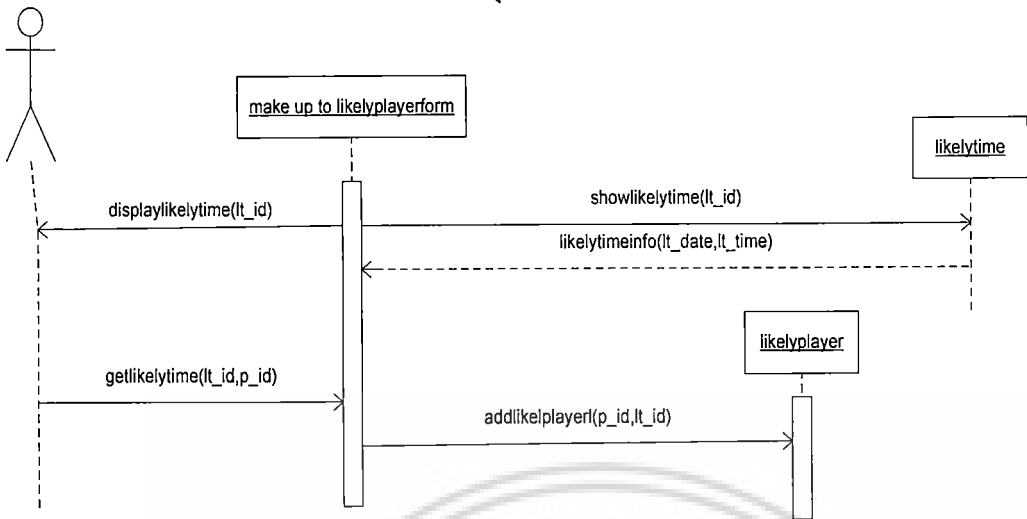 make up to likelyplayerform
likelytime
displaylikelytime(lt_id)
showlikelytime(lt_id)
likelytimeinfo(lt_date,lt_time)
likelyplayer
getlikelytime(lt_id,p_id)
addlikelplayerl(p_id,lt_id)